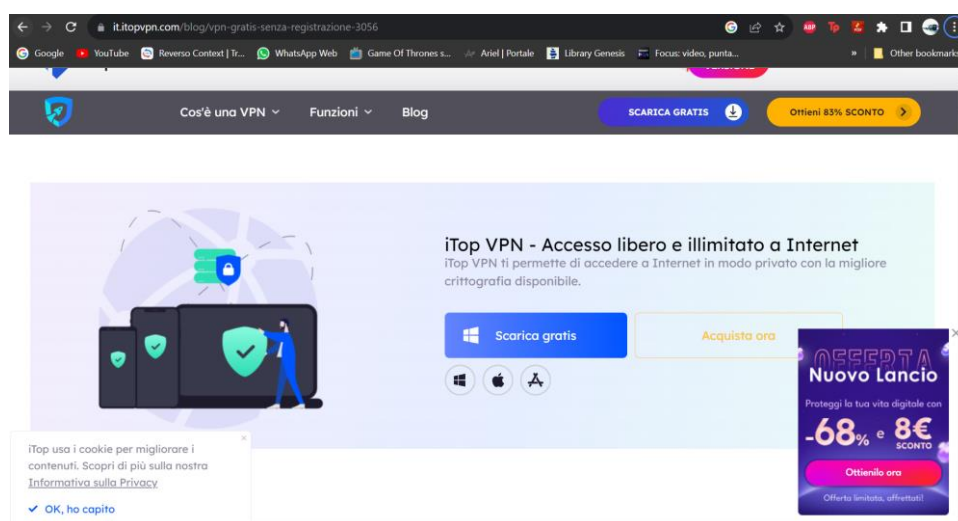 it.itopvpn.com/blog/vpn-gratis-senza-registrazione-3056
Google YouTube Reverso Context | Tr... WhatsApp Web Game Of Thrones s... Ariel | Portale Library Genesis Focus: video, punta... » Other bookmarks
Cos'è una VPN Funzioni Blog SCARICA GRATIS Ottieni 83% SCONTO
iTop VPN - Accesso libero e illimitato a Internet
iTop VPN ti permette di accedere a Internet in modo privato con la migliore
crittografia disponibile.
Scarica gratis Acquista ora
OFFERTA
Nuovo Lancio
Proteggi la tua vita digitale con
-68% e 8€
SCONTO
Ottienilo ora
Offerta limitata, affrettati!
iTop usa i cookie per migliorare i
contenuti. Scopri di più sulla nostra
Informativa sulla Privacy
OK, ho capito